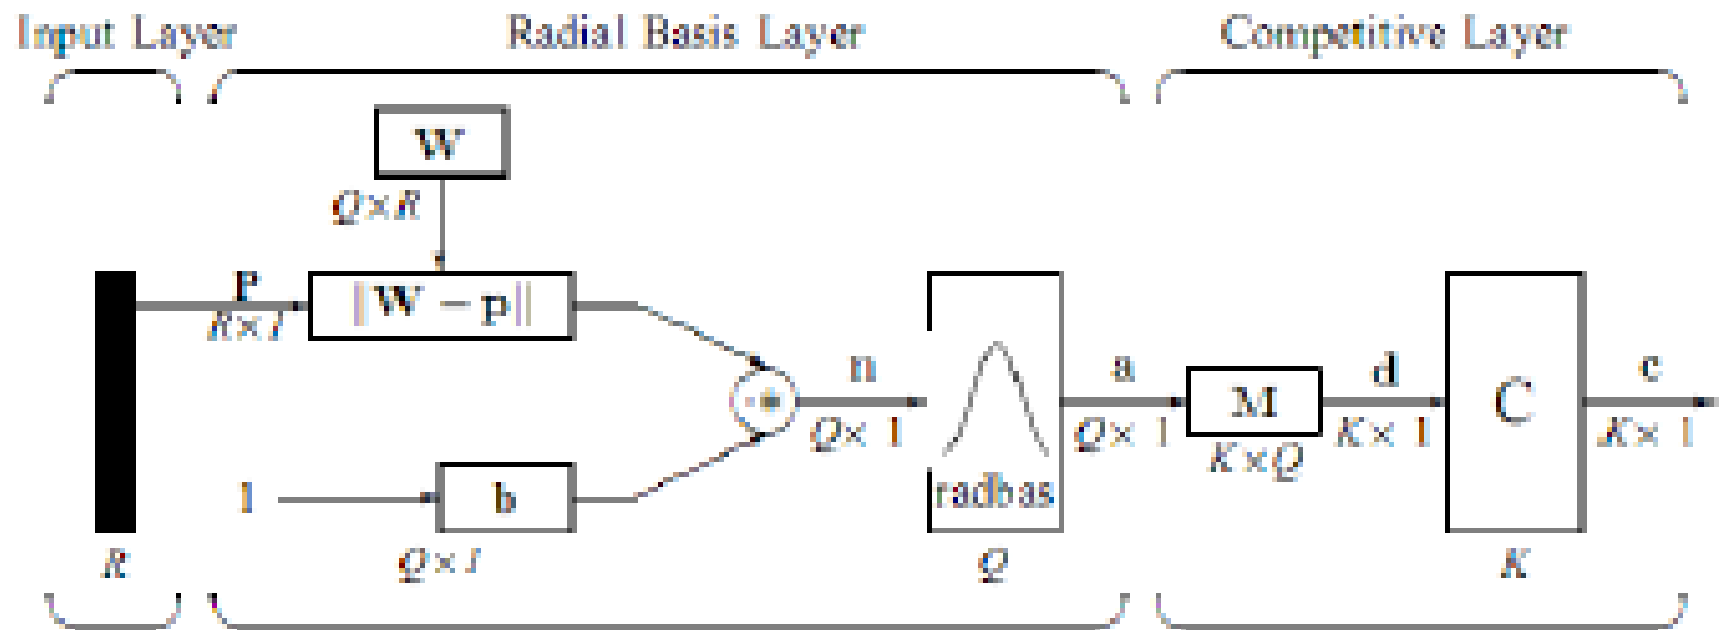 Input Layer Radial Basis Layer Competitive Layer
W
Q×R
P
R×1
||W − p||
n
Q× 1
a
Q× 1
M
K×Q
d
K× 1
C
c
K× 1
1
b
Q×1
radbas
R
Q
K